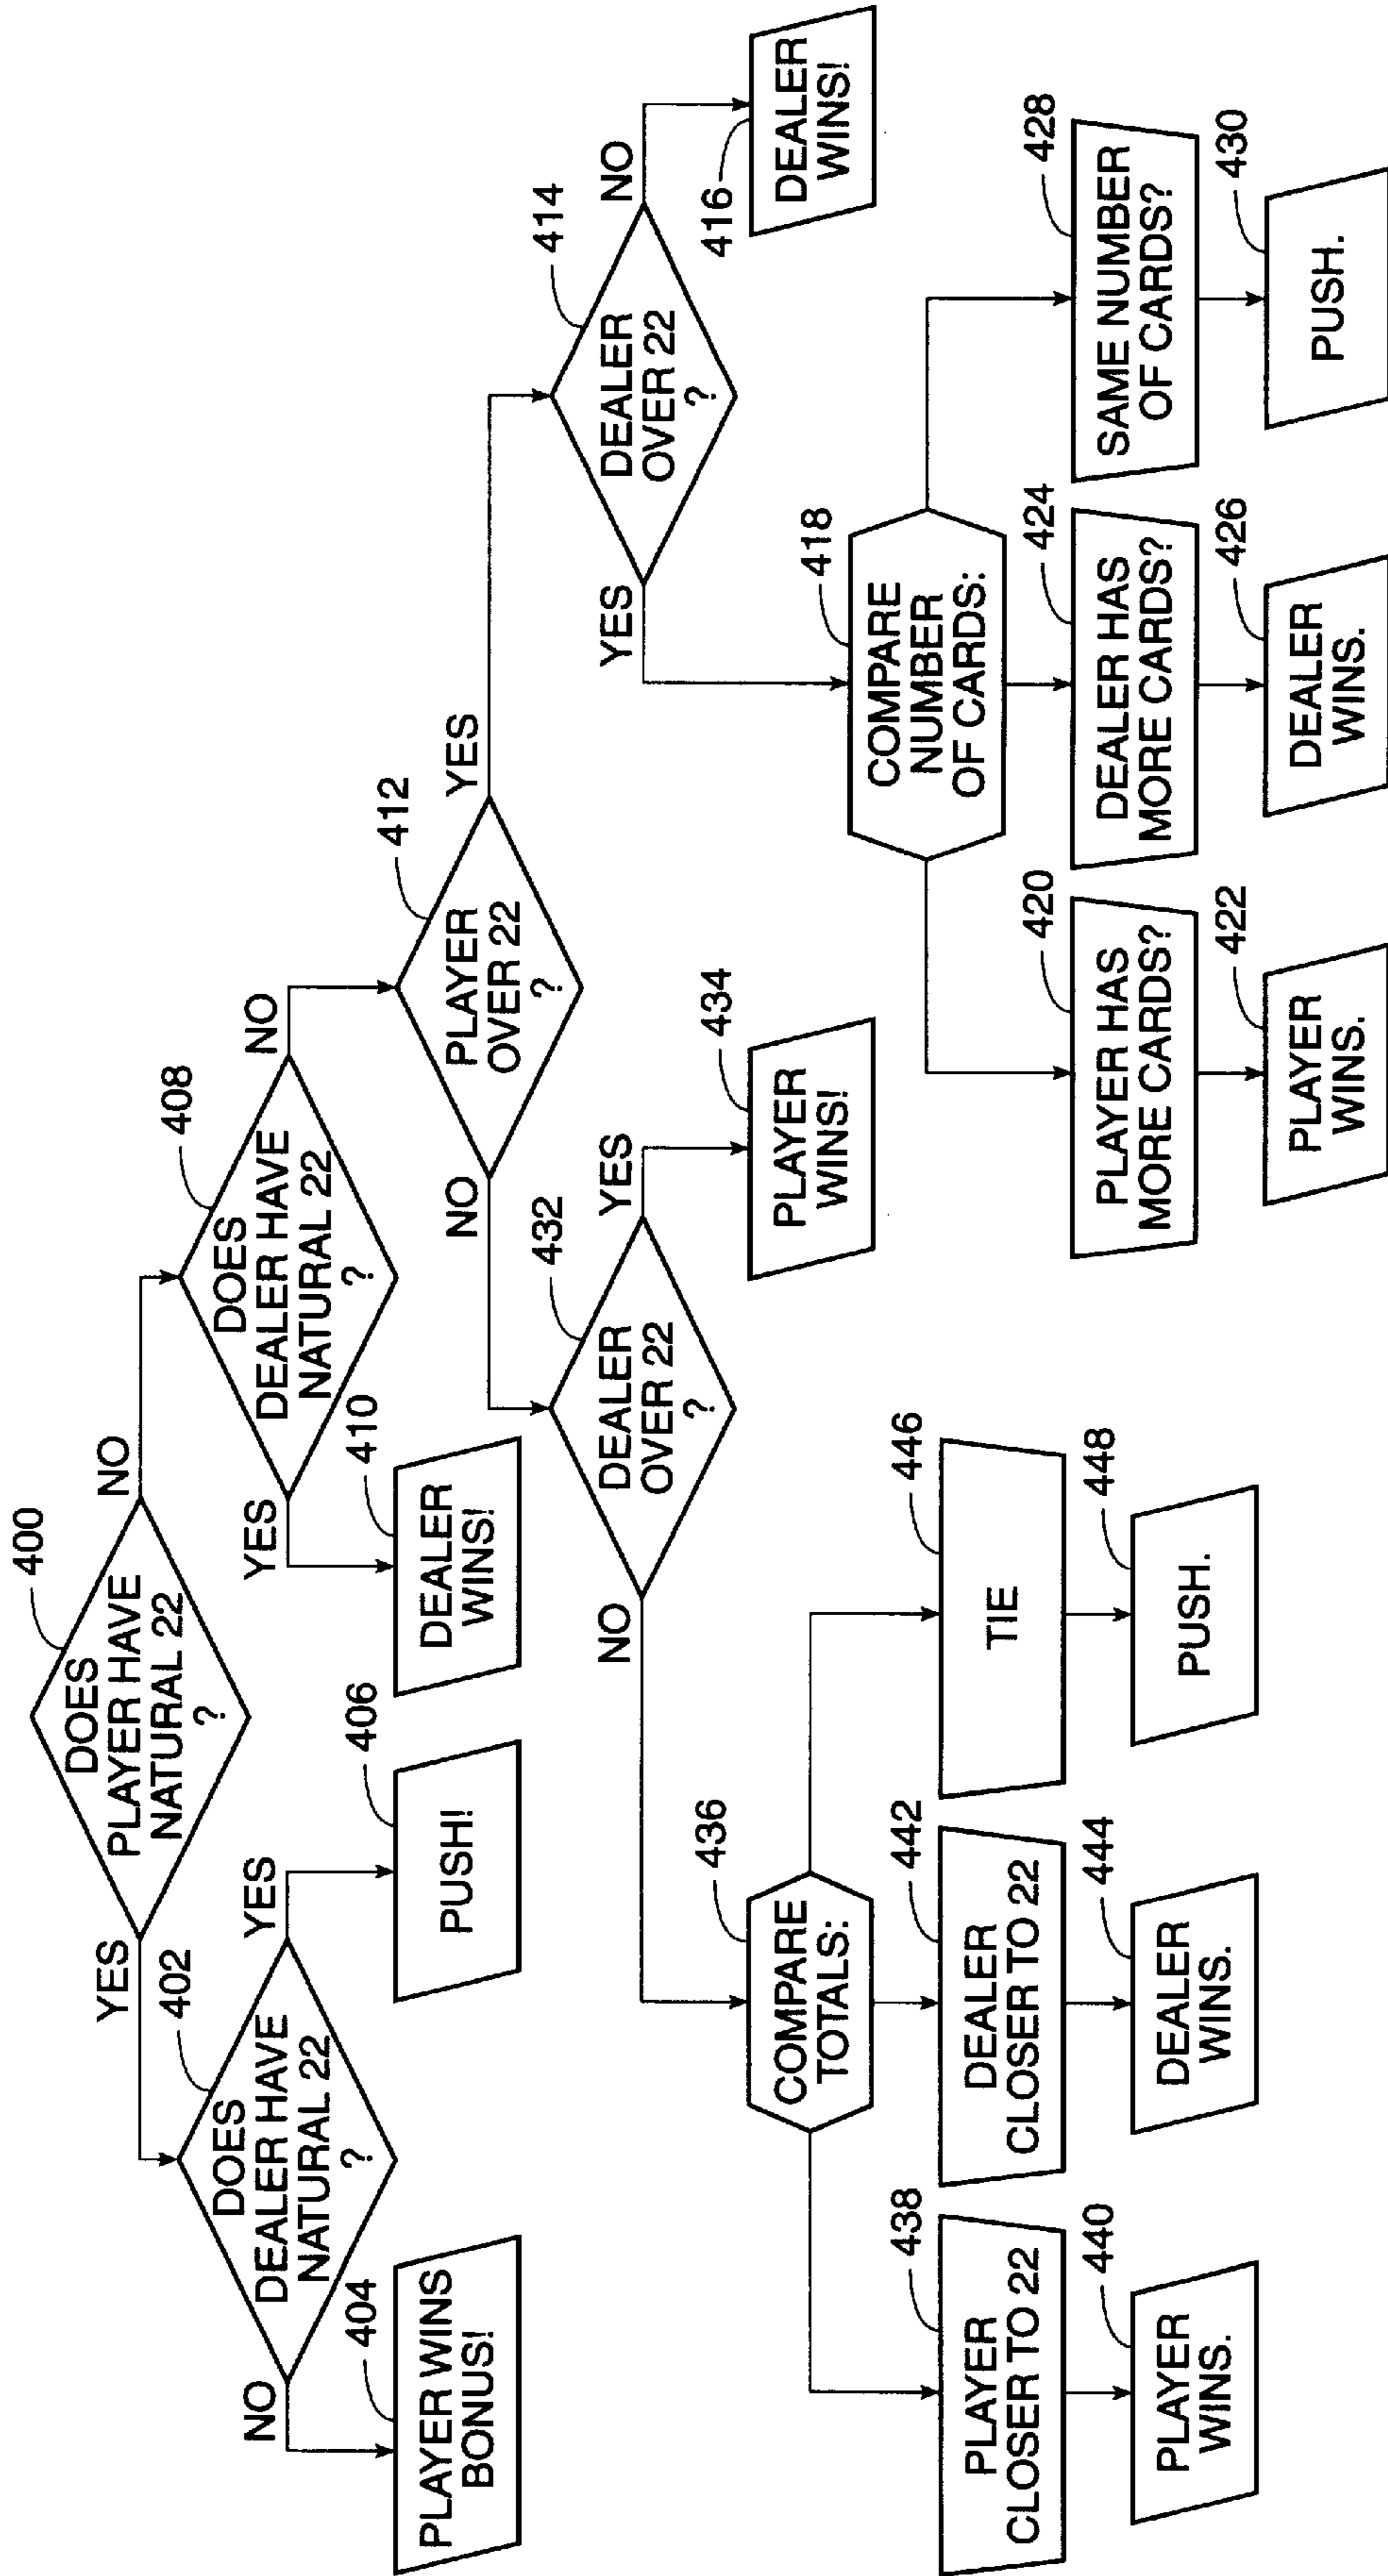 400
DOES
PLAYER HAVE
NATURAL 22
?
YES
NO
402
DOES
DEALER HAVE
NATURAL 22
?
NO
YES
404
PLAYER WINS
BONUS!
406
PUSH!
408
DOES
DEALER HAVE
NATURAL 22
?
YES
NO
410
DEALER
WINS!
412
PLAYER
OVER 22
?
NO
YES
432
DEALER
OVER 22
?
NO
YES
434
PLAYER
WINS!
414
DEALER
OVER 22
?
YES
NO
416
DEALER
WINS!
436
COMPARE
TOTALS:
438
PLAYER
CLOSER TO 22
440
PLAYER
WINS.
442
DEALER
CLOSER TO 22
444
DEALER
WINS.
446
TIE
448
PUSH.
418
COMPARE
NUMBER
OF CARDS:
420
PLAYER HAS
MORE CARDS?
422
PLAYER
WINS.
424
DEALER HAS
MORE CARDS?
426
DEALER
WINS.
428
SAME NUMBER
OF CARDS?
430
PUSH.